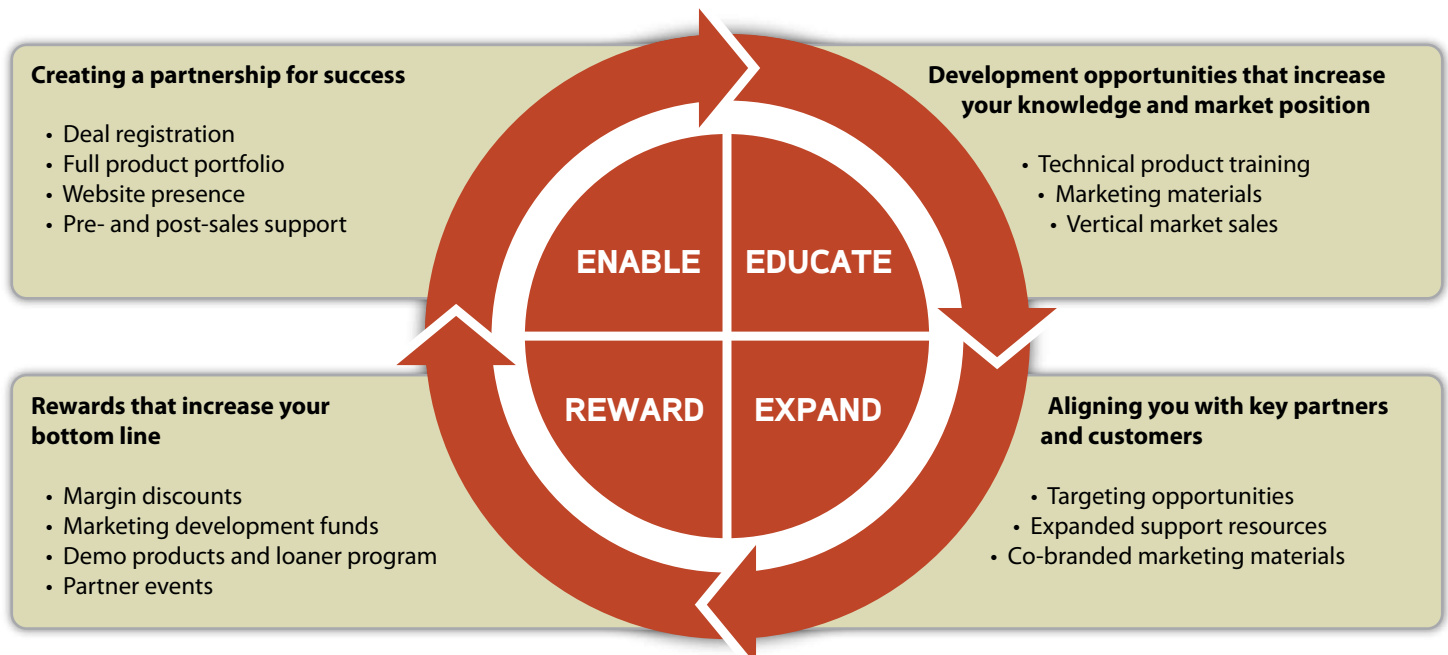 Creating a partnership for success
• Deal registration
• Full product portfolio
• Website presence
• Pre- and post-sales support
Development opportunities that increase
your knowledge and market position
• Technical product training
• Marketing materials
• Vertical market sales
ENABLE
EDUCATE
REWARD
EXPAND
Rewards that increase your
bottom line
• Margin discounts
• Marketing development funds
• Demo products and loaner program
• Partner events
Aligning you with key partners
and customers
• Targeting opportunities
• Expanded support resources
• Co-branded marketing materials